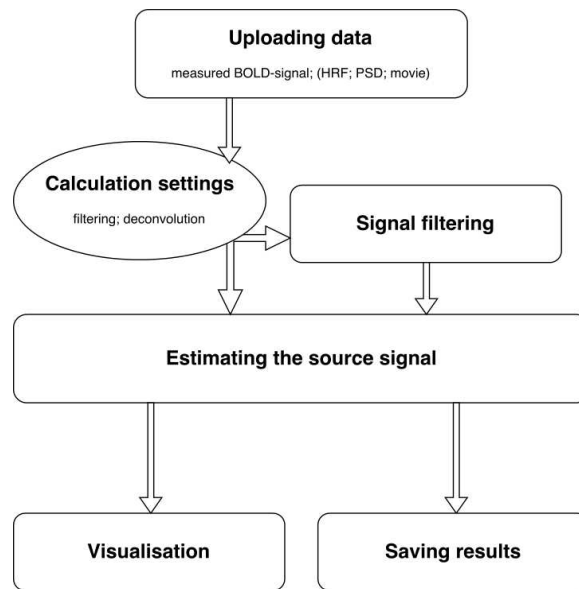 Uploading data
measured BOLD-signal; (HRF; PSD; movie)
Calculation settings
filtering; deconvolution
Signal filtering
Estimating the source signal
Visualisation
Saving results